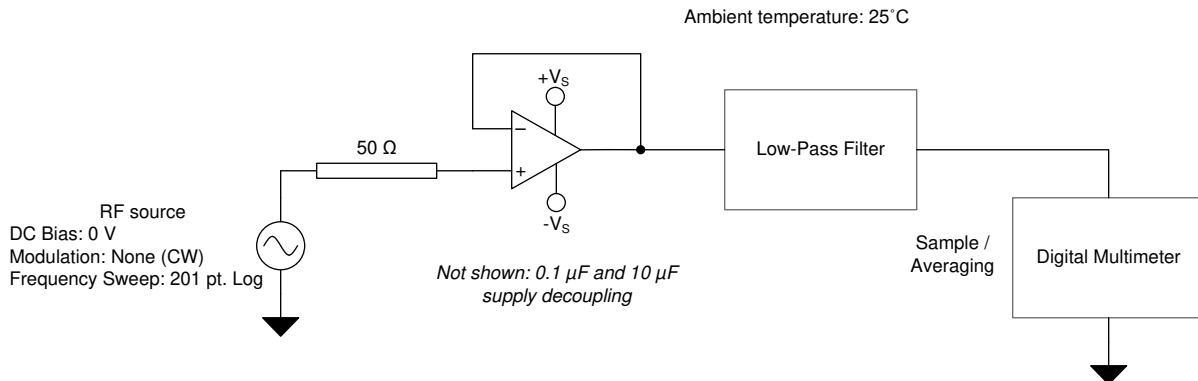 Ambient temperature: 25˚C
+VS
−
50 Ω
+
Low-Pass Filter
-VS
RF source
DC Bias: 0 V
Modulation: None (CW)
Frequency Sweep: 201 pt. Log
Not shown: 0.1 µF and 10 µF
supply decoupling
Sample /
Averaging
Digital Multimeter